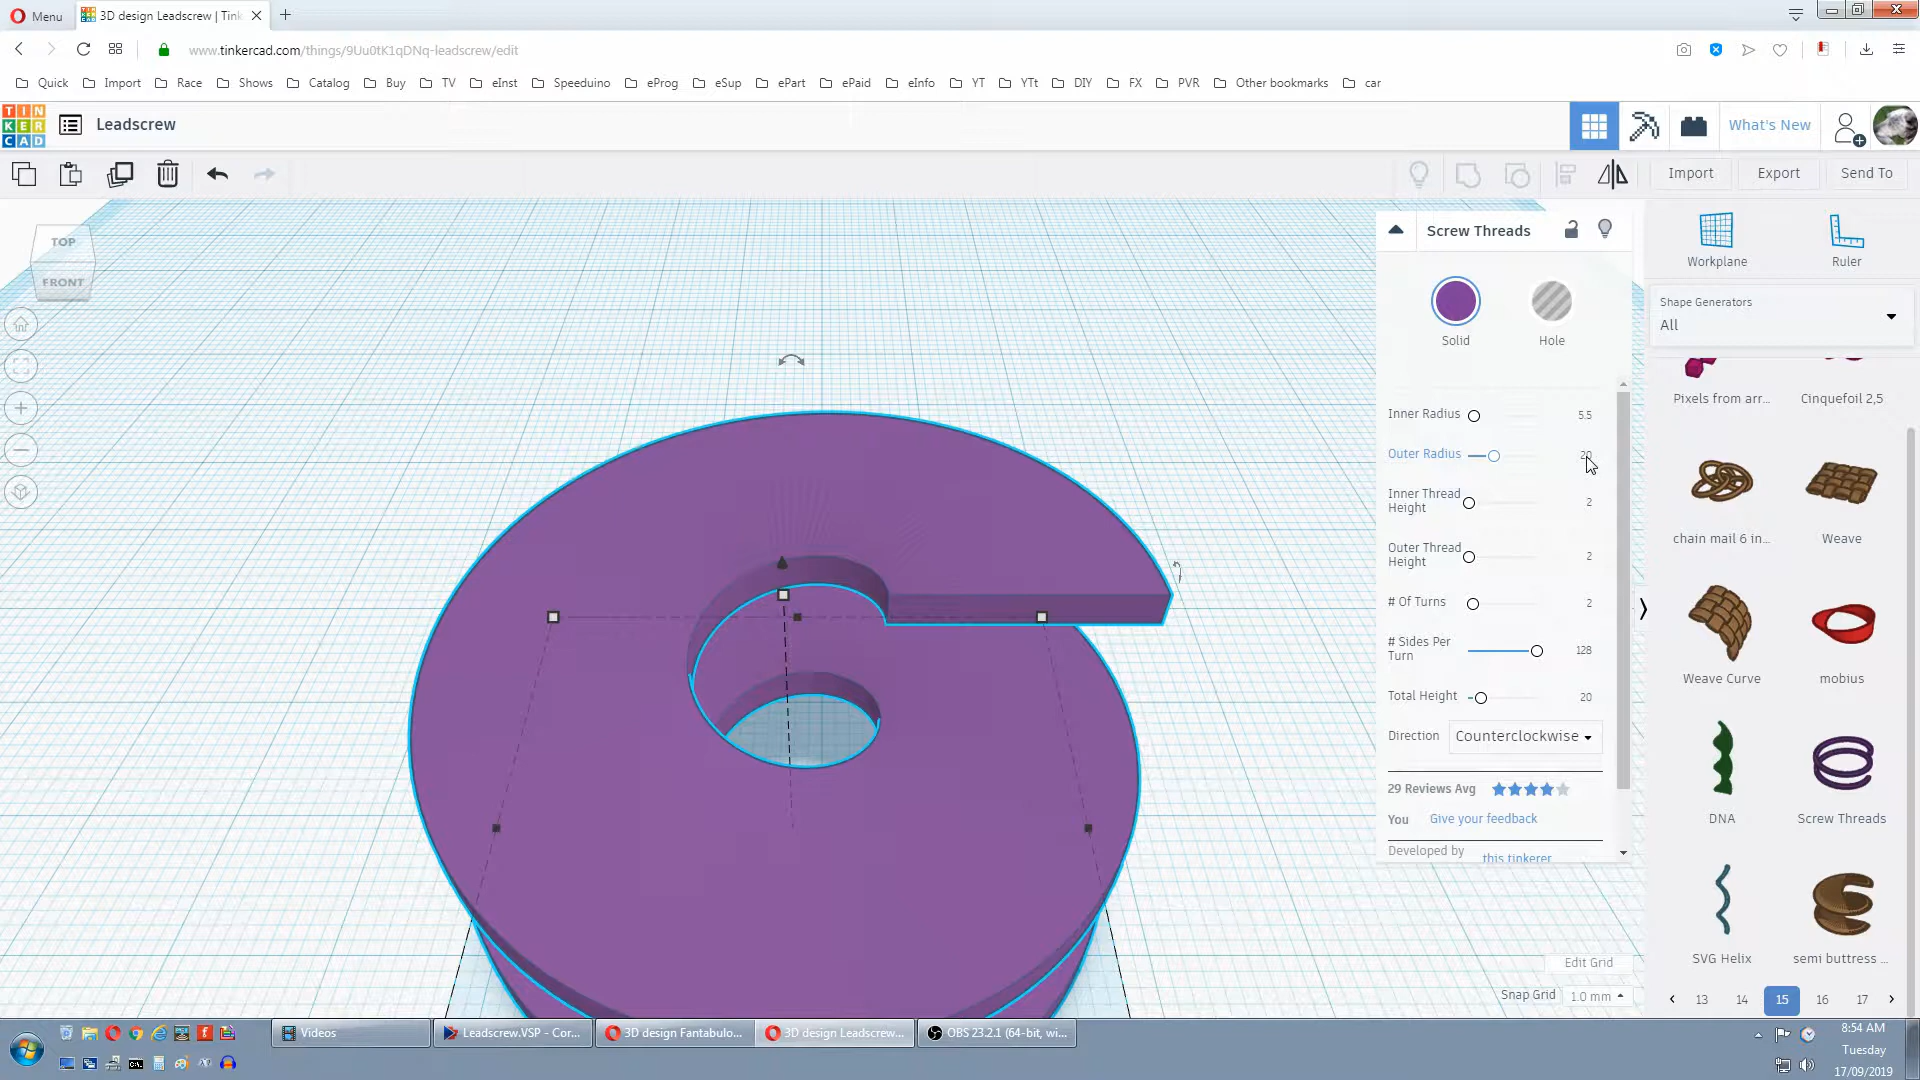 Menu
3D design Leadscrew | Tink
www.tinkercad.com/things/9Uu0tK1qDNq-leadscrew/edit
Quick Import Race Shows Catalog Buy TV eInst Speeduino eProg eSup ePart ePaid eInfo YT YTt DIY FX PVR Other bookmarks car
TIN
KER
CAD
Leadscrew
What's New
Import Export Send To
TOP
FRONT
Screw Threads
Solid
Hole
Inner Radius 5.5
Outer Radius 20
Inner Thread Height 2
Outer Thread Height 2
# Of Turns 2
# Sides Per Turn 128
Total Height 20
Direction Counterclockwise
29 Reviews Avg
You Give your feedback
Developed by this tinkerer
Edit Grid
Snap Grid 1.0 mm
Workplane
Ruler
Shape Generators
All
Pixels from arr...
Cinquefoil 2,5
chain mail 6 in...
Weave
Weave Curve
mobius
DNA
Screw Threads
SVG Helix
semi buttress ...
13 14 15 16 17
Videos
Leadscrew.VSP - Cor...
3D design Fantabulo...
3D design Leadscrew...
OBS 23.2.1 (64-bit, wi...
8:54 AM
Tuesday
17/09/2019